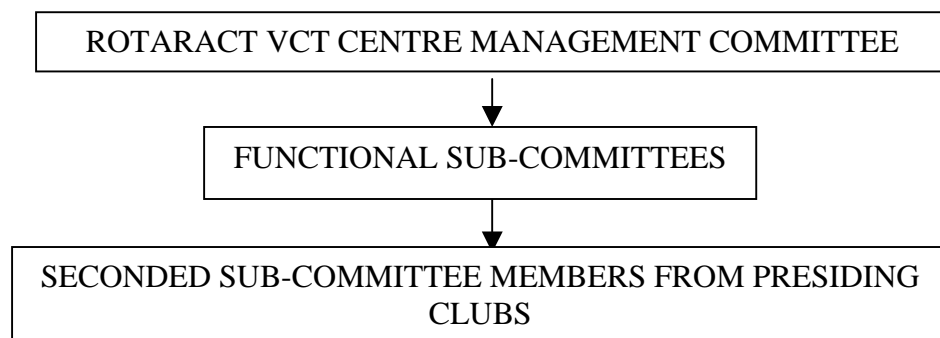 ROTARACT VCT CENTRE MANAGEMENT COMMITTEE
FUNCTIONAL SUB-COMMITTEES
SECONDED SUB-COMMITTEE MEMBERS FROM PRESIDING
CLUBS